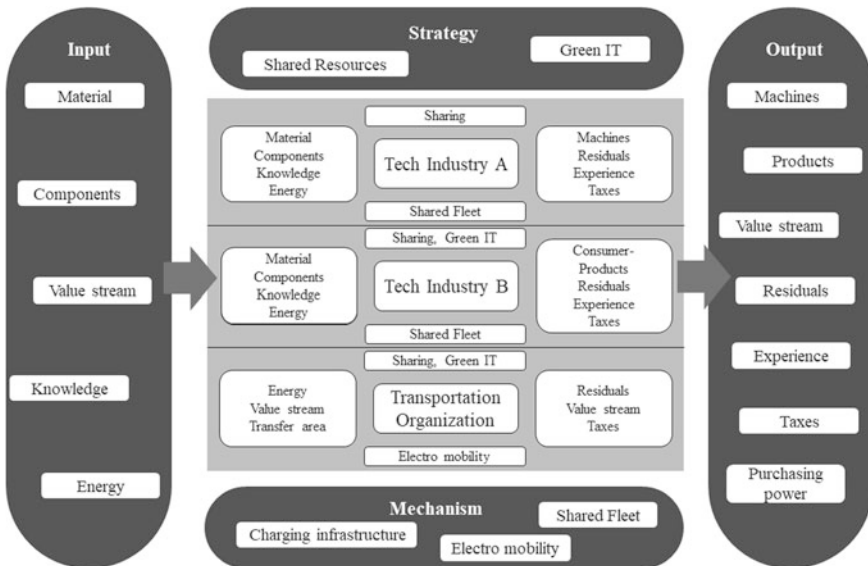 Input
Material
Components
Value stream
Knowledge
Energy
Strategy
Shared Resources
Green IT
Sharing
Material
Components
Knowledge
Energy
Tech Industry A
Machines
Residuals
Experience
Taxes
Shared Fleet
Sharing, Green IT
Material
Components
Knowledge
Energy
Tech Industry B
Consumer-
Products
Residuals
Experience
Taxes
Shared Fleet
Sharing, Green IT
Energy
Value stream
Transfer area
Transportation
Organization
Residuals
Value stream
Taxes
Electro mobility
Mechanism
Charging infrastructure
Shared Fleet
Electro mobility
Output
Machines
Products
Value stream
Residuals
Experience
Taxes
Purchasing
power